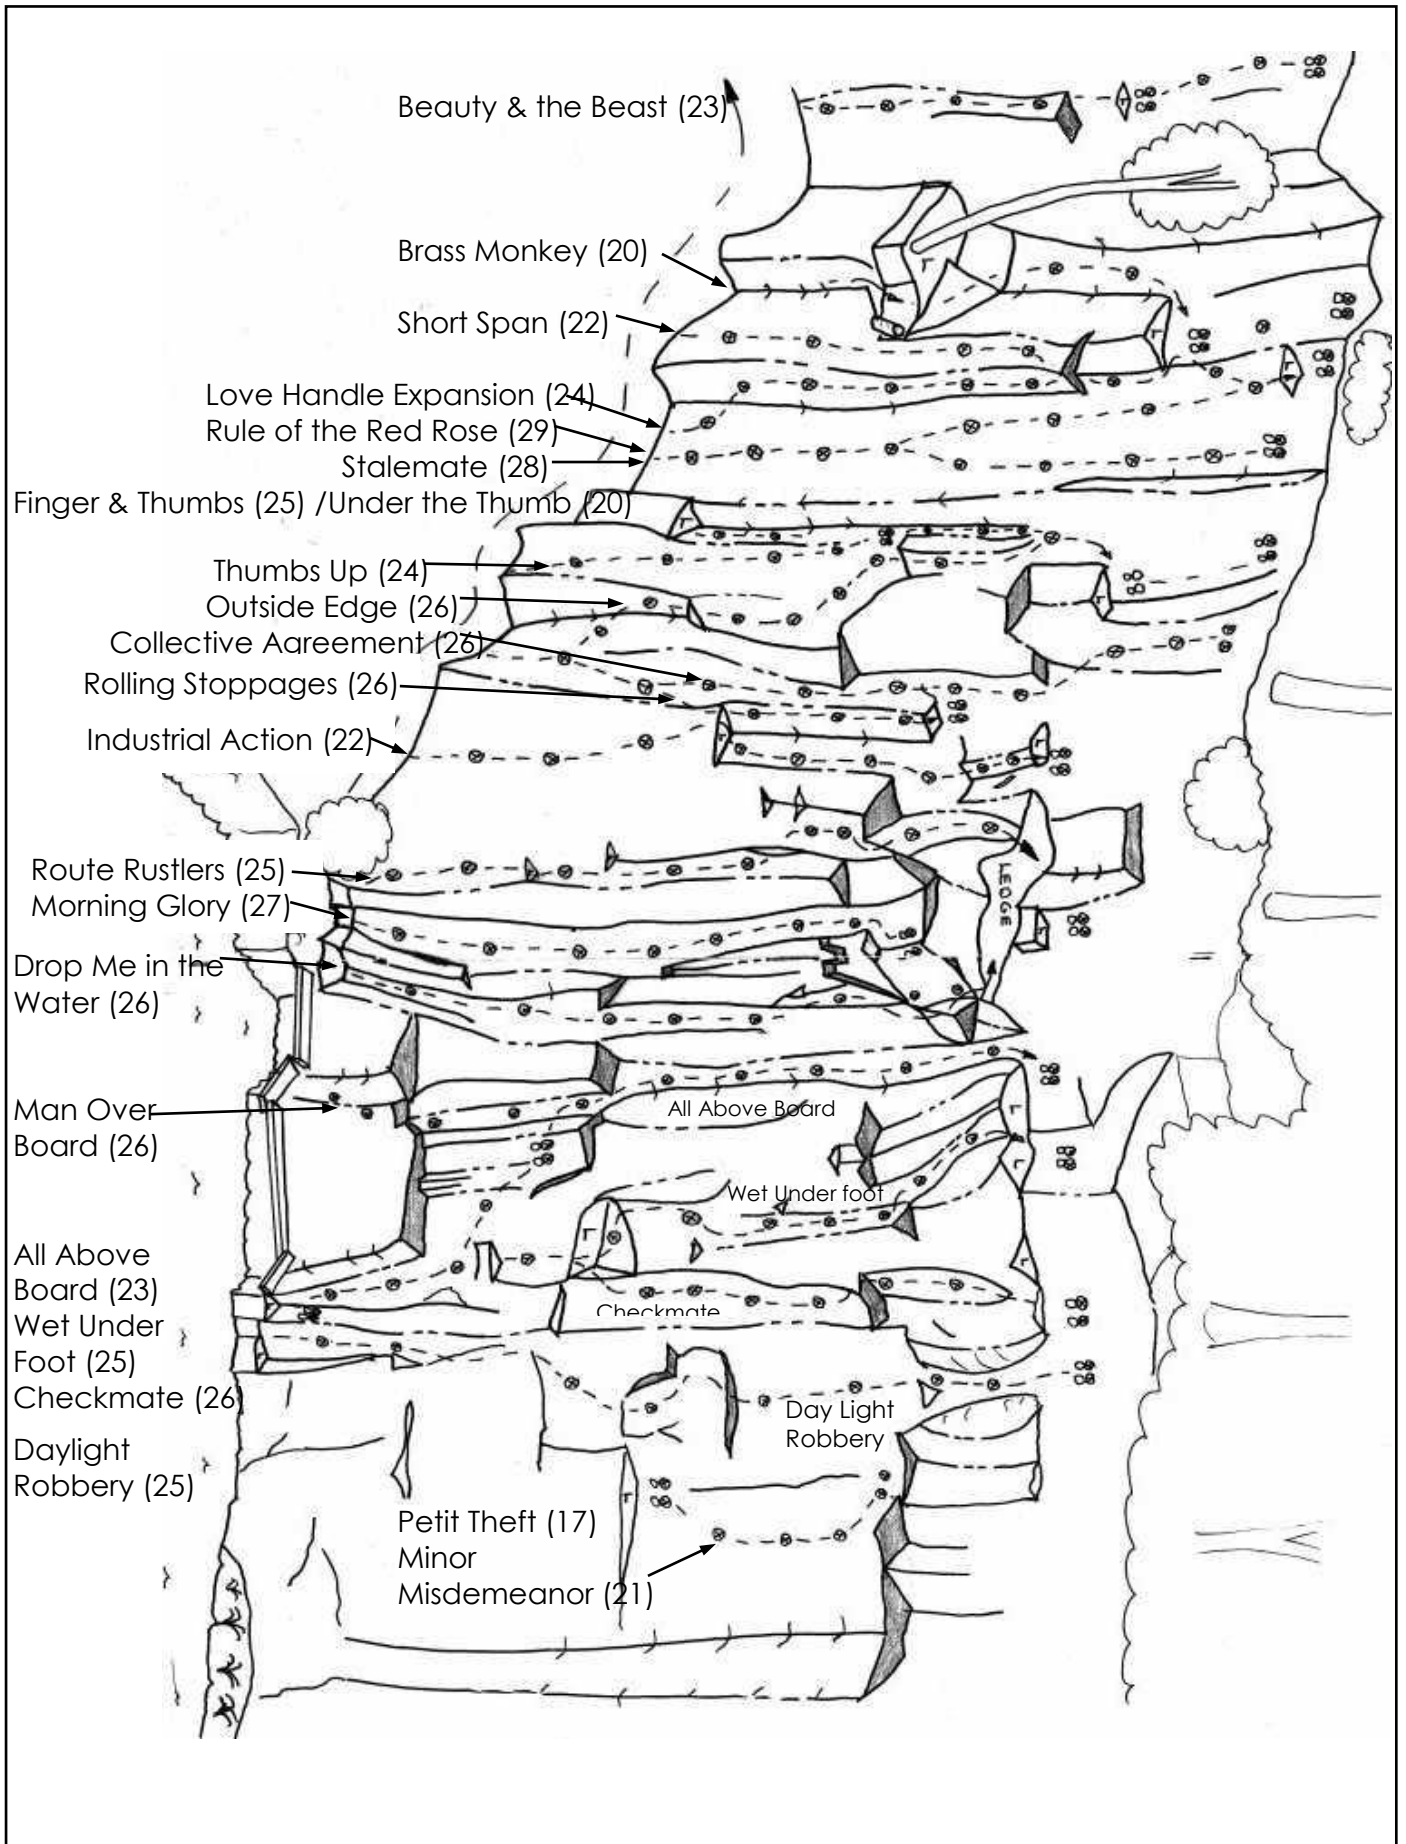 Beauty & the Beast (23)
Brass Monkey (20)
Short Span (22)
Love Handle Expansion (24)
Rule of the Red Rose (29)
Stalemate (28)
Finger & Thumbs (25) /Under the Thumb (20)
Thumbs Up (24)
Outside Edge (26)
Collective Aareement (26)
Rolling Stoppages (26)
Industrial Action (22)
Route Rustlers (25)
Morning Glory (27)
LEDGE
Drop Me in the
Water (26)
Man Over
Board (26)
All Above Board
Wet Under foot
All Above
Board (23)
Wet Under
Foot (25)
Checkmate (26)
Checkmate
Daylight
Robbery (25)
Day Light
Robbery
Petit Theft (17)
Minor
Misdemeanor (21)